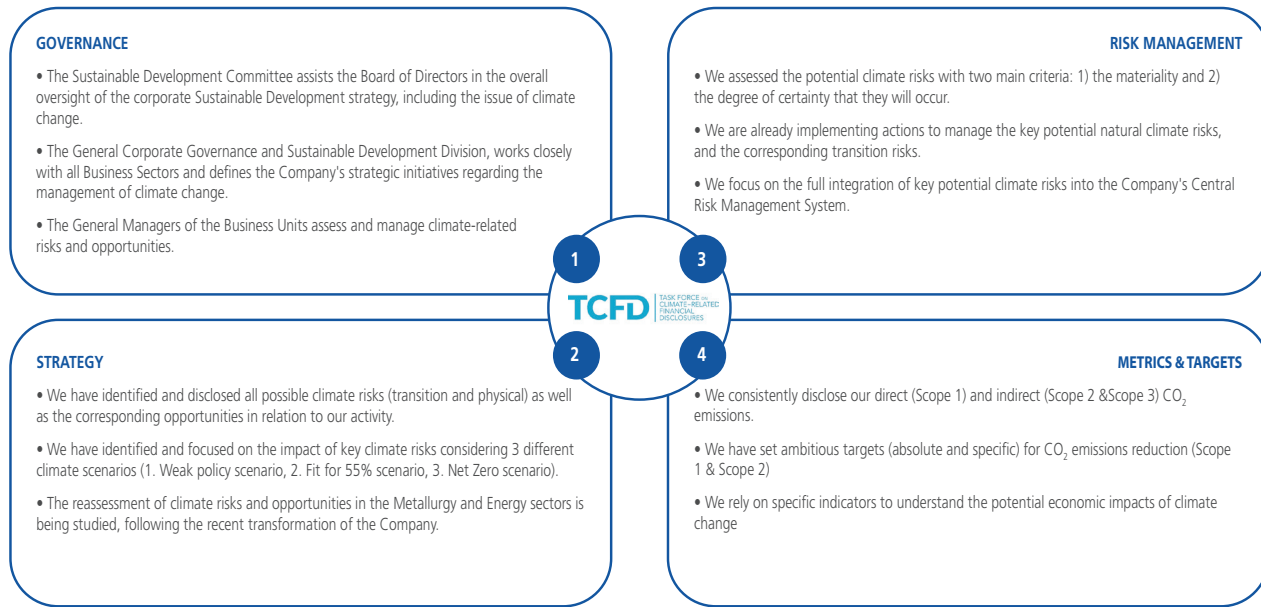 GOVERNANCE
• The Sustainable Development Committee assists the Board of Directors in the overall
oversight of the corporate Sustainable Development strategy, including the issue of climate
change.
• The General Corporate Governance and Sustainable Development Division, works closely
with all Business Sectors and defines the Company's strategic initiatives regarding the
management of climate change.
• The General Managers of the Business Units assess and manage climate-related
risks and opportunities.
1
STRATEGY
• We have identified and disclosed all possible climate risks (transition and physical) as well
as the corresponding opportunities in relation to our activity.
• We have identified and focused on the impact of key climate risks considering 3 different
climate scenarios (1. Weak policy scenario, 2. Fit for 55% scenario, 3. Net Zero scenario).
• The reassessment of climate risks and opportunities in the Metallurgy and Energy sectors is
being studied, following the recent transformation of the Company.
2
RISK MANAGEMENT
• We assessed the potential climate risks with two main criteria: 1) the materiality and 2)
the degree of certainty that they will occur.
• We are already implementing actions to manage the key potential natural climate risks,
and the corresponding transition risks.
• We focus on the full integration of key potential climate risks into the Company's Central
Risk Management System.
3
METRICS & TARGETS
• We consistently disclose our direct (Scope 1) and indirect (Scope 2 &Scope 3) CO₂
emissions.
• We have set ambitious targets (absolute and specific) for CO₂ emissions reduction (Scope
1 & Scope 2)
• We rely on specific indicators to understand the potential economic impacts of climate
change
4
TCFD
TASK FORCE ON
CLIMATE-RELATED
FINANCIAL
DISCLOSURES